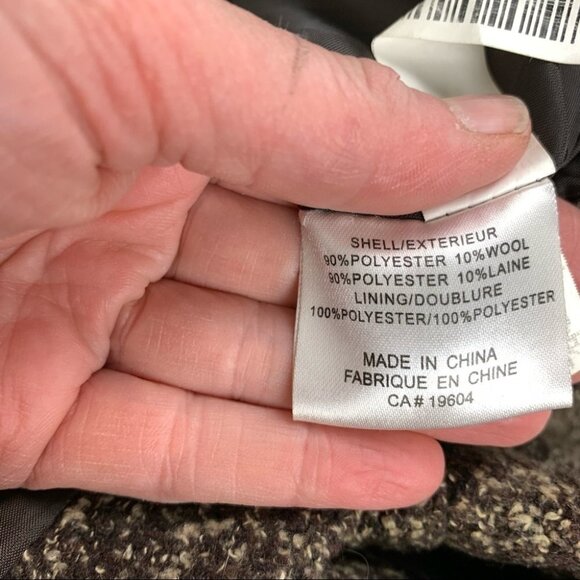 SHELL/EXTERIEUR
90%POLYESTER 10%WOOL
90%POLYESTER 10%LAINE
LINING/DOUBLURE
100%POLYESTER/100%POLYESTER
MADE IN CHINA
FABRIQUE EN CHINE
CA# 19604